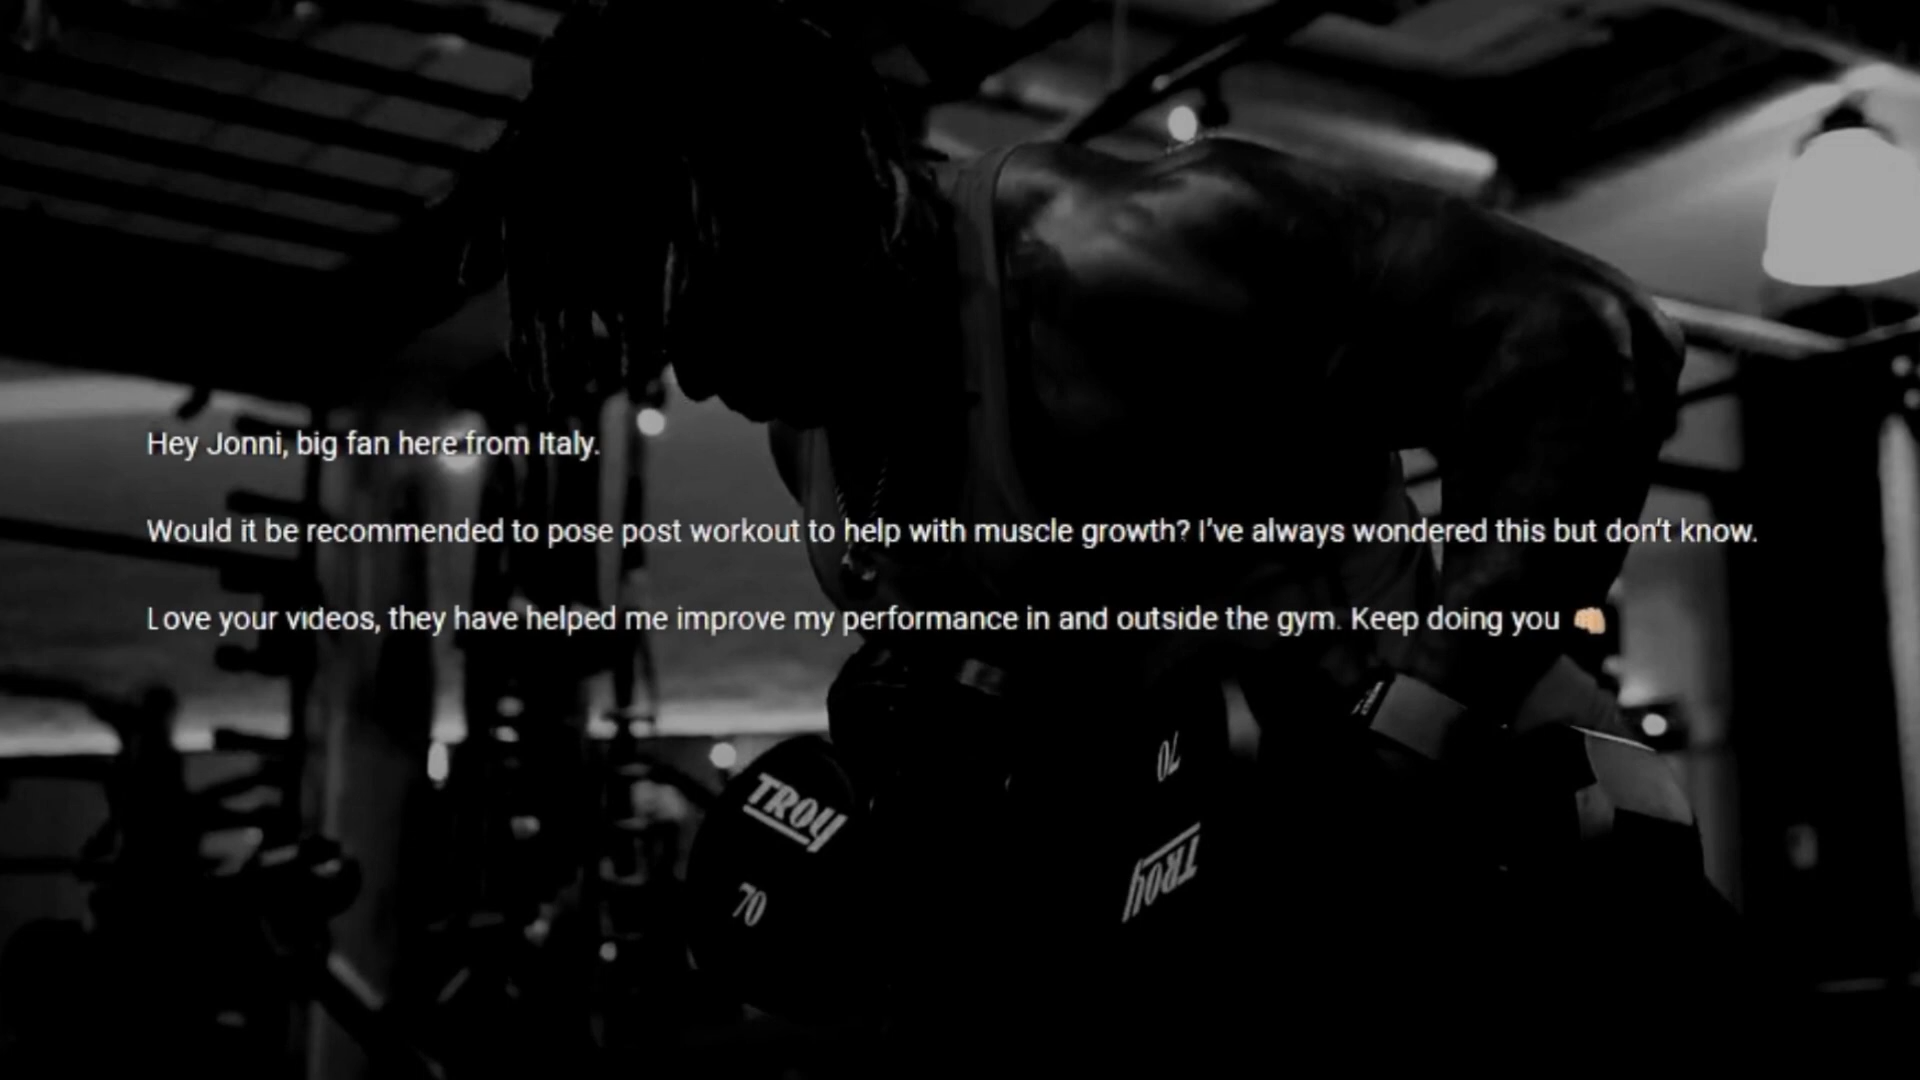 Hey Jonni, big fan here from Italy.
Would it be recommended to pose post workout to help with muscle growth? I've always wondered this but don't know.
Love your videos, they have helped me improve my performance in and outside the gym. Keep doing you 👊🏼
70
TROY
TROY
70